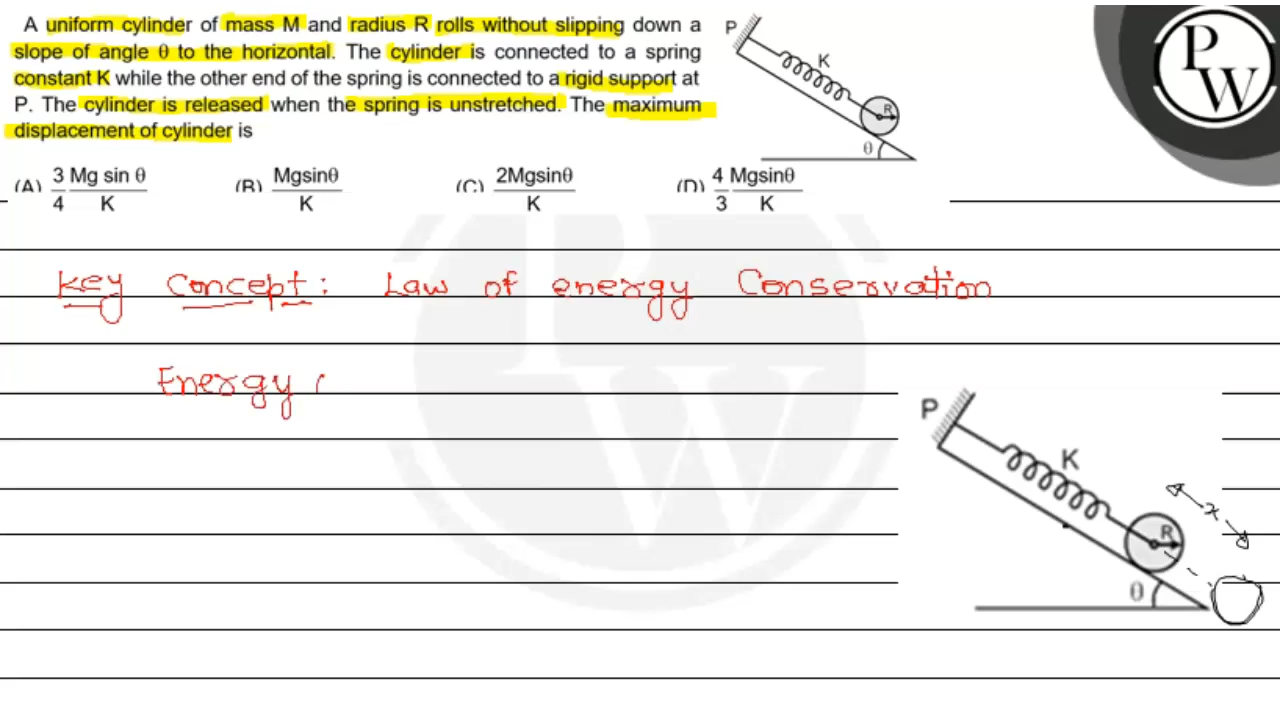 A uniform cylinder of mass M and radius R rolls without slipping down a
slope of angle θ to the horizontal. The cylinder is connected to a spring
constant K while the other end of the spring is connected to a rigid support at
P. The cylinder is released when the spring is unstretched. The maximum
displacement of cylinder is
(A) 3/4 Mg sin θ/K (B) Mgsinθ/K (C) 2Mgsinθ/K (D) 4/3 Mgsinθ/K
P
K
R
θ
P
W
Key Concept: Law of energy Conservation
Energy (
P
K
x
R
θ
PW